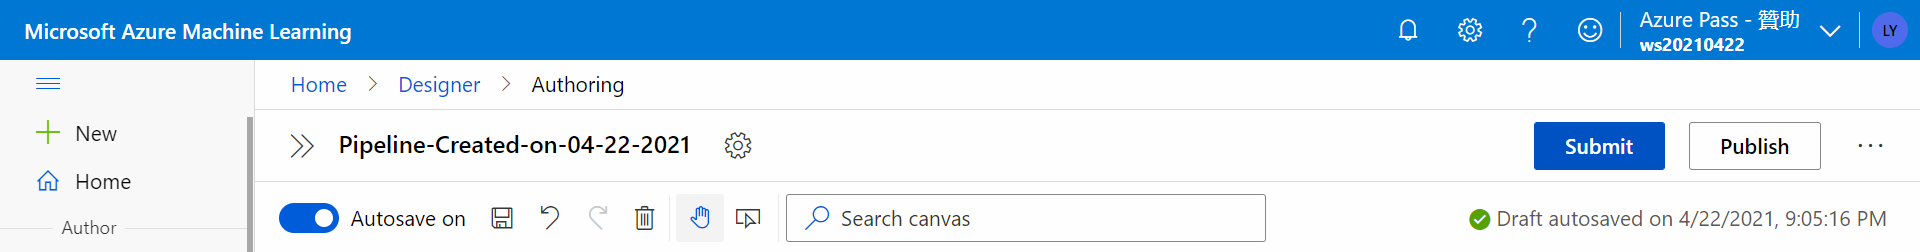 Microsoft Azure Machine Learning
Azure Pass - 贊助
ws20210422
LY
Home > Designer > Authoring
New
Pipeline-Created-on-04-22-2021
Submit
Publish
...
Home
Autosave on
Search canvas
Draft autosaved on 4/22/2021, 9:05:16 PM
Author